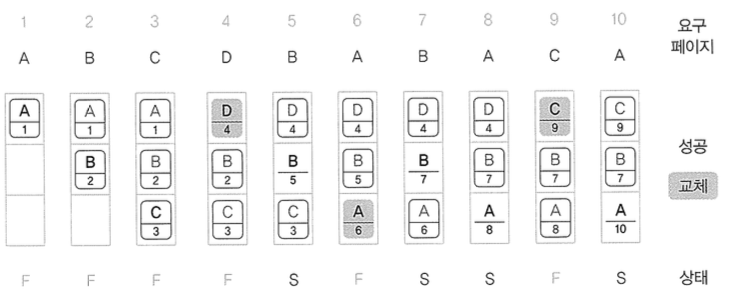 1 2 3 4 5 6 7 8 9 10 요구
A B C D B A B A C A 페이지
A A A D D D D D C C
1 1 1 4 4 4 4 4 9 9
B B B B B B B B B 성공
2 2 2 5 5 7 7 7 7
C C C A A A A A 교체
3 3 3 6 6 8 8 10
F F F F S F S S F S 상태